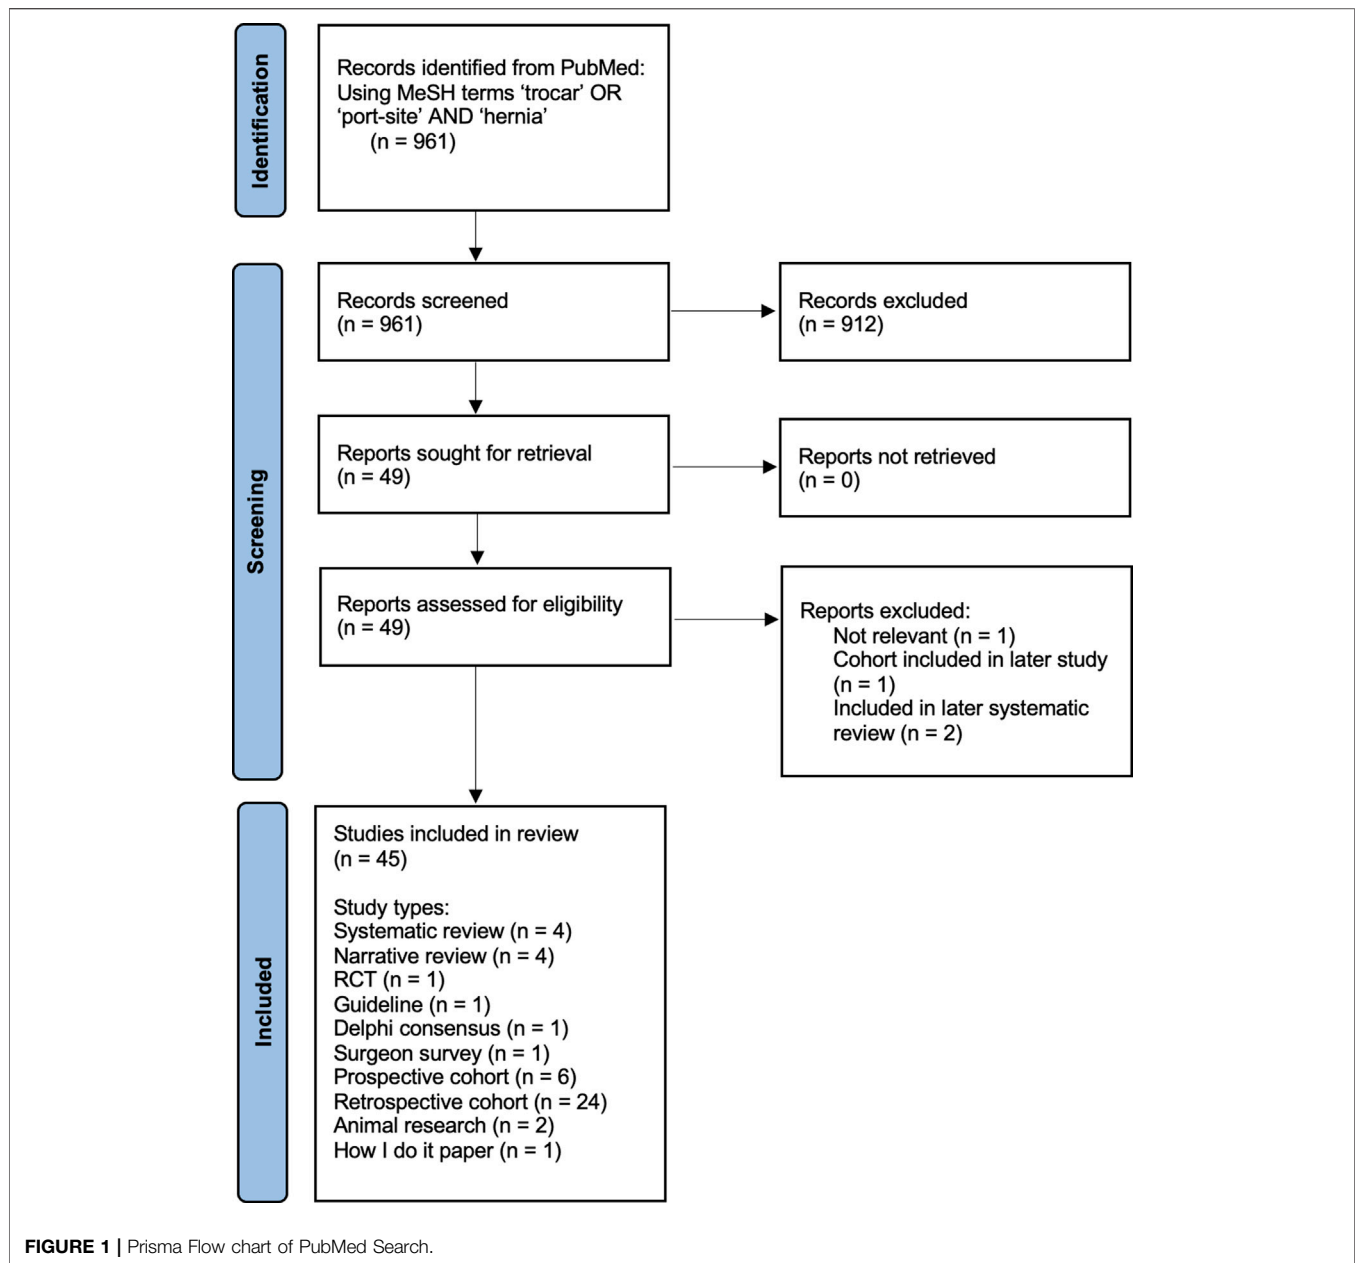 Identification
Records identified from PubMed:
Using MeSH terms ‘trocar’ OR
‘port-site’ AND ‘hernia’
(n = 961)
Screening
Records screened
(n = 961)
Records excluded
(n = 912)
Reports sought for retrieval
(n = 49)
Reports not retrieved
(n = 0)
Reports assessed for eligibility
(n = 49)
Reports excluded:
Not relevant (n = 1)
Cohort included in later study
(n = 1)
Included in later systematic
review (n = 2)
Included
Studies included in review
(n = 45)
Study types:
Systematic review (n = 4)
Narrative review (n = 4)
RCT (n = 1)
Guideline (n = 1)
Delphi consensus (n = 1)
Surgeon survey (n = 1)
Prospective cohort (n = 6)
Retrospective cohort (n = 24)
Animal research (n = 2)
How I do it paper (n = 1)
FIGURE 1 | Prisma Flow chart of PubMed Search.